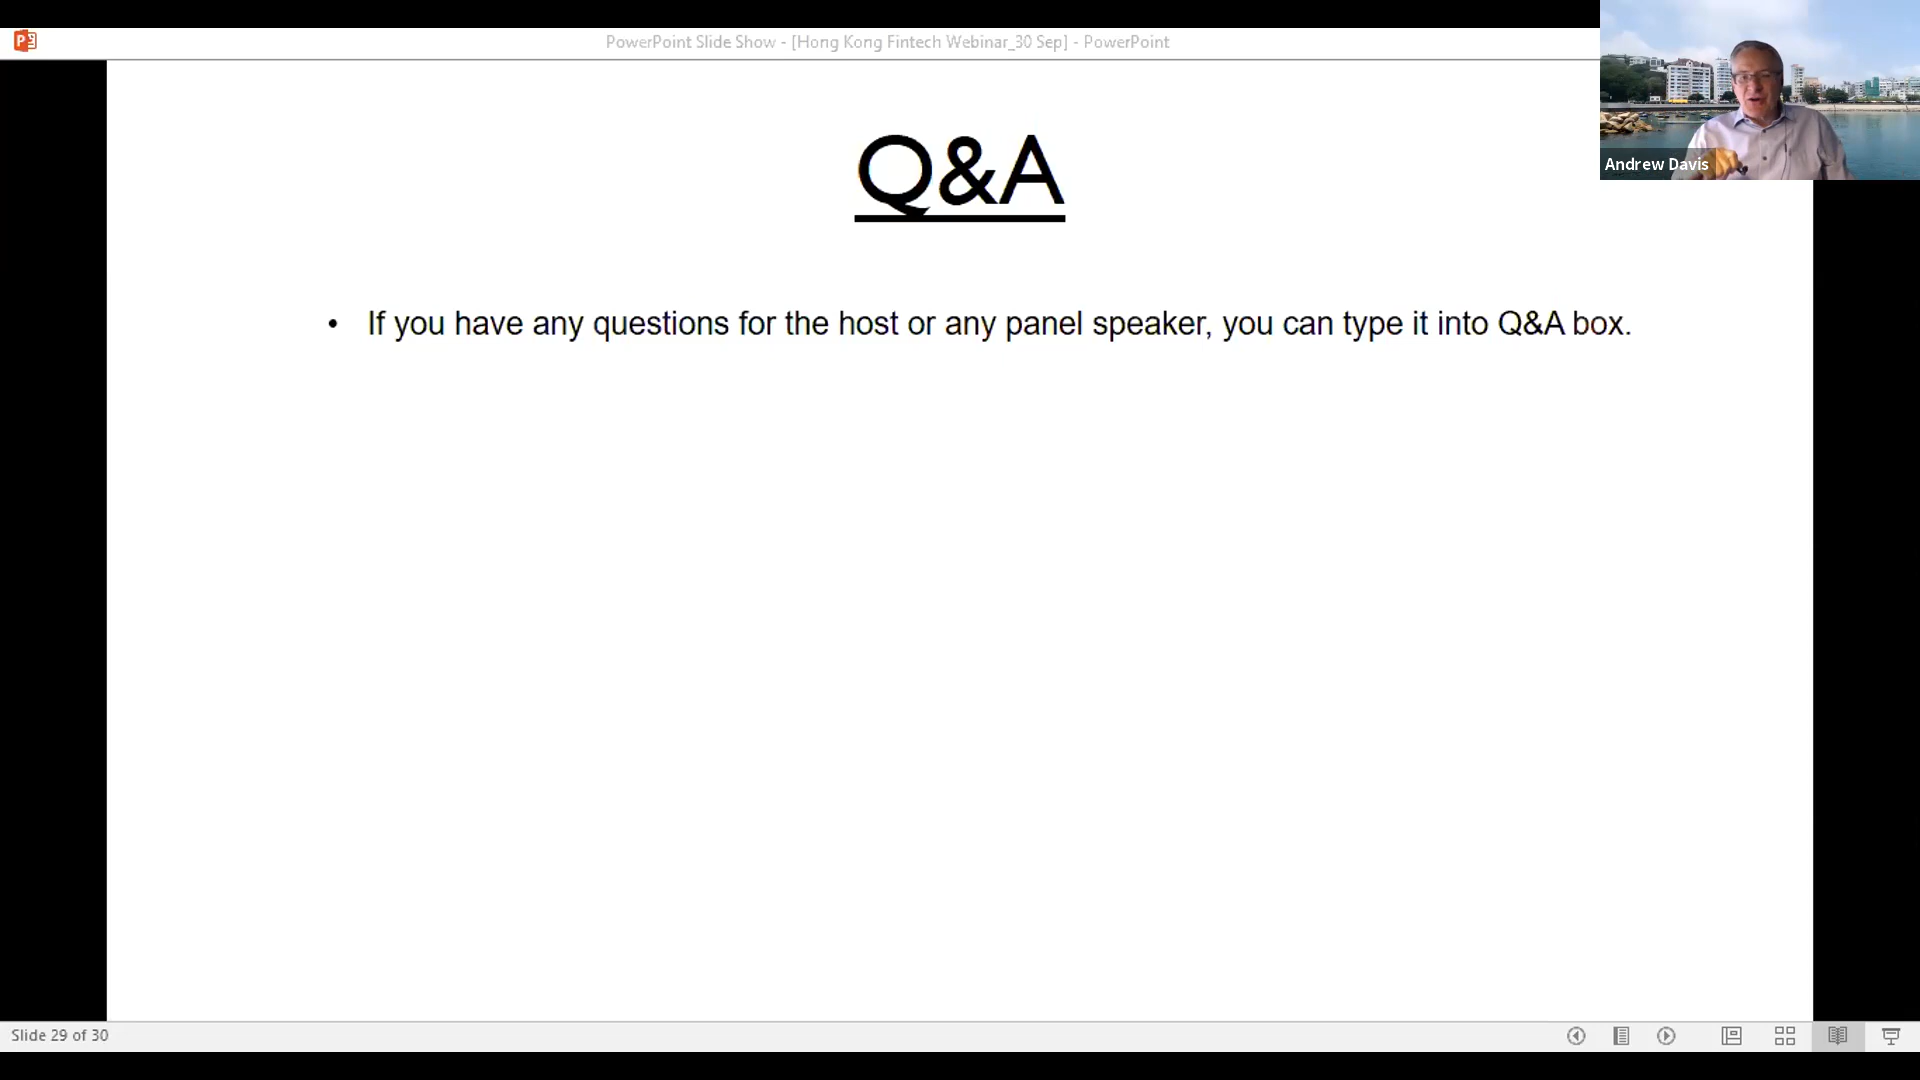 PowerPoint Slide Show - [Hong Kong Fintech Webinar_30 Sep] - PowerPoint
Andrew Davis
Q&A
• If you have any questions for the host or any panel speaker, you can type it into Q&A box.
Slide 29 of 30